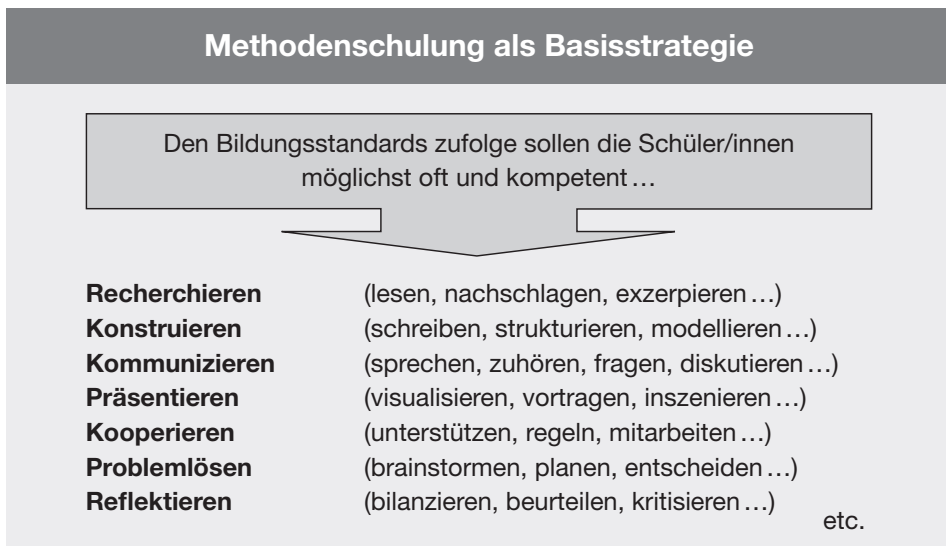 Methodenschulung als Basisstrategie
Den Bildungsstandards zufolge sollen die Schüler/innen
möglichst oft und kompetent …
Recherchieren (lesen, nachschlagen, exzerpieren …)
Konstruieren (schreiben, strukturieren, modellieren …)
Kommunizieren (sprechen, zuhören, fragen, diskutieren …)
Präsentieren (visualisieren, vortragen, inszenieren …)
Kooperieren (unterstützen, regeln, mitarbeiten …)
Problemlösen (brainstormen, planen, entscheiden …)
Reflektieren (bilanzieren, beurteilen, kritisieren …)
etc.